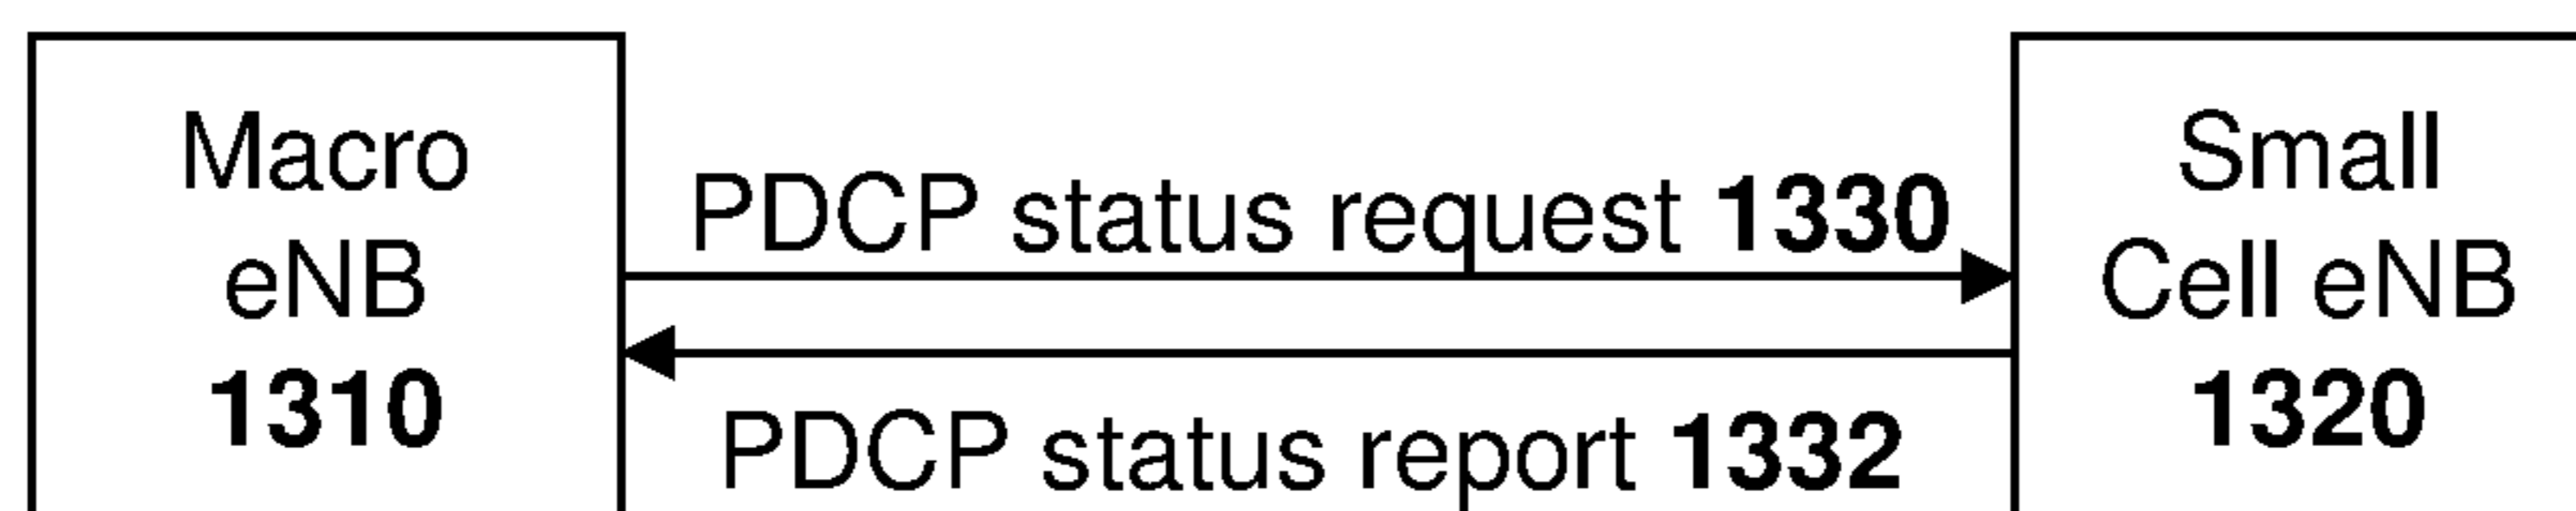 Macro
eNB
1310
PDCP status request 1330
PDCP status report 1332
Small
Cell eNB
1320